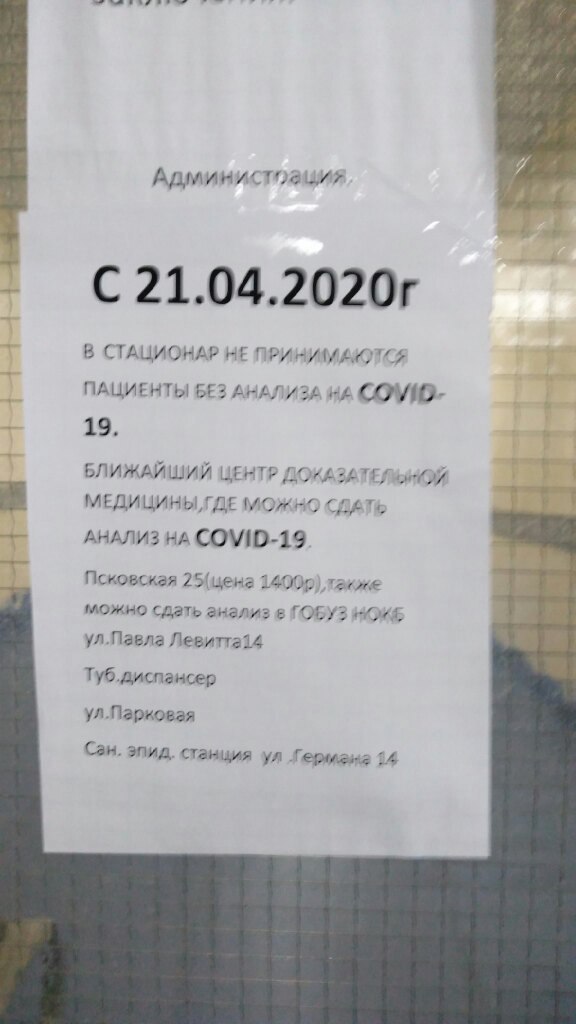 Администрация.
С 21.04.2020г
В СТАЦИОНАР НЕ ПРИНИМАЮТСЯ
ПАЦИЕНТЫ БЕЗ АНАЛИЗА НА COVID-
19.
БЛИЖАЙШИЙ ЦЕНТР ДОКАЗАТЕЛЬНОЙ
МЕДИЦИНЫ,ГДЕ МОЖНО СДАТЬ
АНАЛИЗ НА COVID-19.
Псковская 25(цена 1400р),также
можно сдать анализ в ГОБУЗ НОКБ
ул.Павла Левитта14
Туб.диспансер
ул.Парковая
Сан. эпид. станция ул .Германа 14